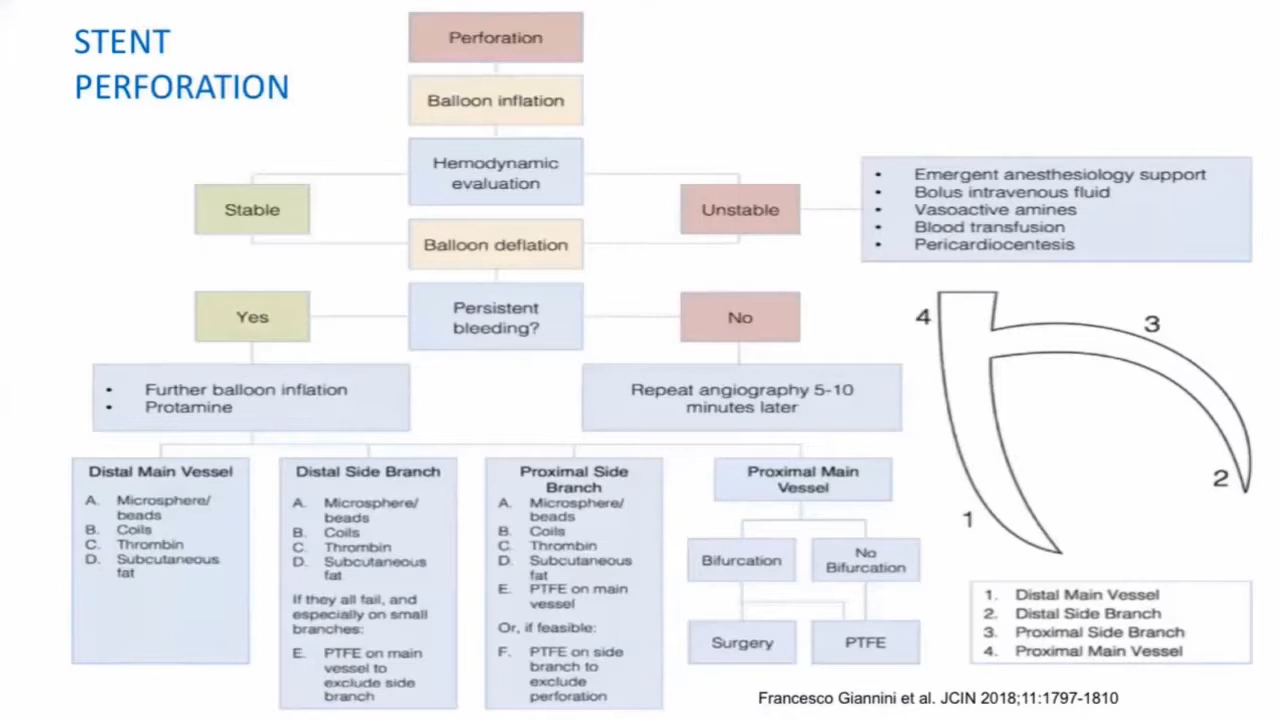 STENT
PERFORATION
Perforation
Balloon inflation
Hemodynamic
evaluation
Stable
Unstable
• Emergent anesthesiology support
• Bolus intravenous fluid
• Vasoactive amines
• Blood transfusion
• Pericardiocentesis
Balloon deflation
Yes
Persistent
bleeding?
No
• Further balloon inflation
• Protamine
Repeat angiography 5-10
minutes later
Distal Main Vessel
A. Microsphere/
beads
B. Coils
C. Thrombin
D. Subcutaneous
fat
Distal Side Branch
A. Microsphere/
beads
B. Coils
C. Thrombin
D. Subcutaneous
fat
If they all fail, and
especially on small
branches:
E. PTFE on main
vessel to
exclude side
branch
Proximal Side
Branch
A. Microsphere/
beads
B. Coils
C. Thrombin
D. Subcutaneous
fat
E. PTFE on main
vessel
Or, if feasible:
F. PTFE on side
branch to
exclude
perforation
Proximal Main
Vessel
Bifurcation
No
Bifurcation
Surgery
PTFE
4
3
2
1
1. Distal Main Vessel
2. Distal Side Branch
3. Proximal Side Branch
4. Proximal Main Vessel
Francesco Giannini et al. JCIN 2018;11:1797-1810